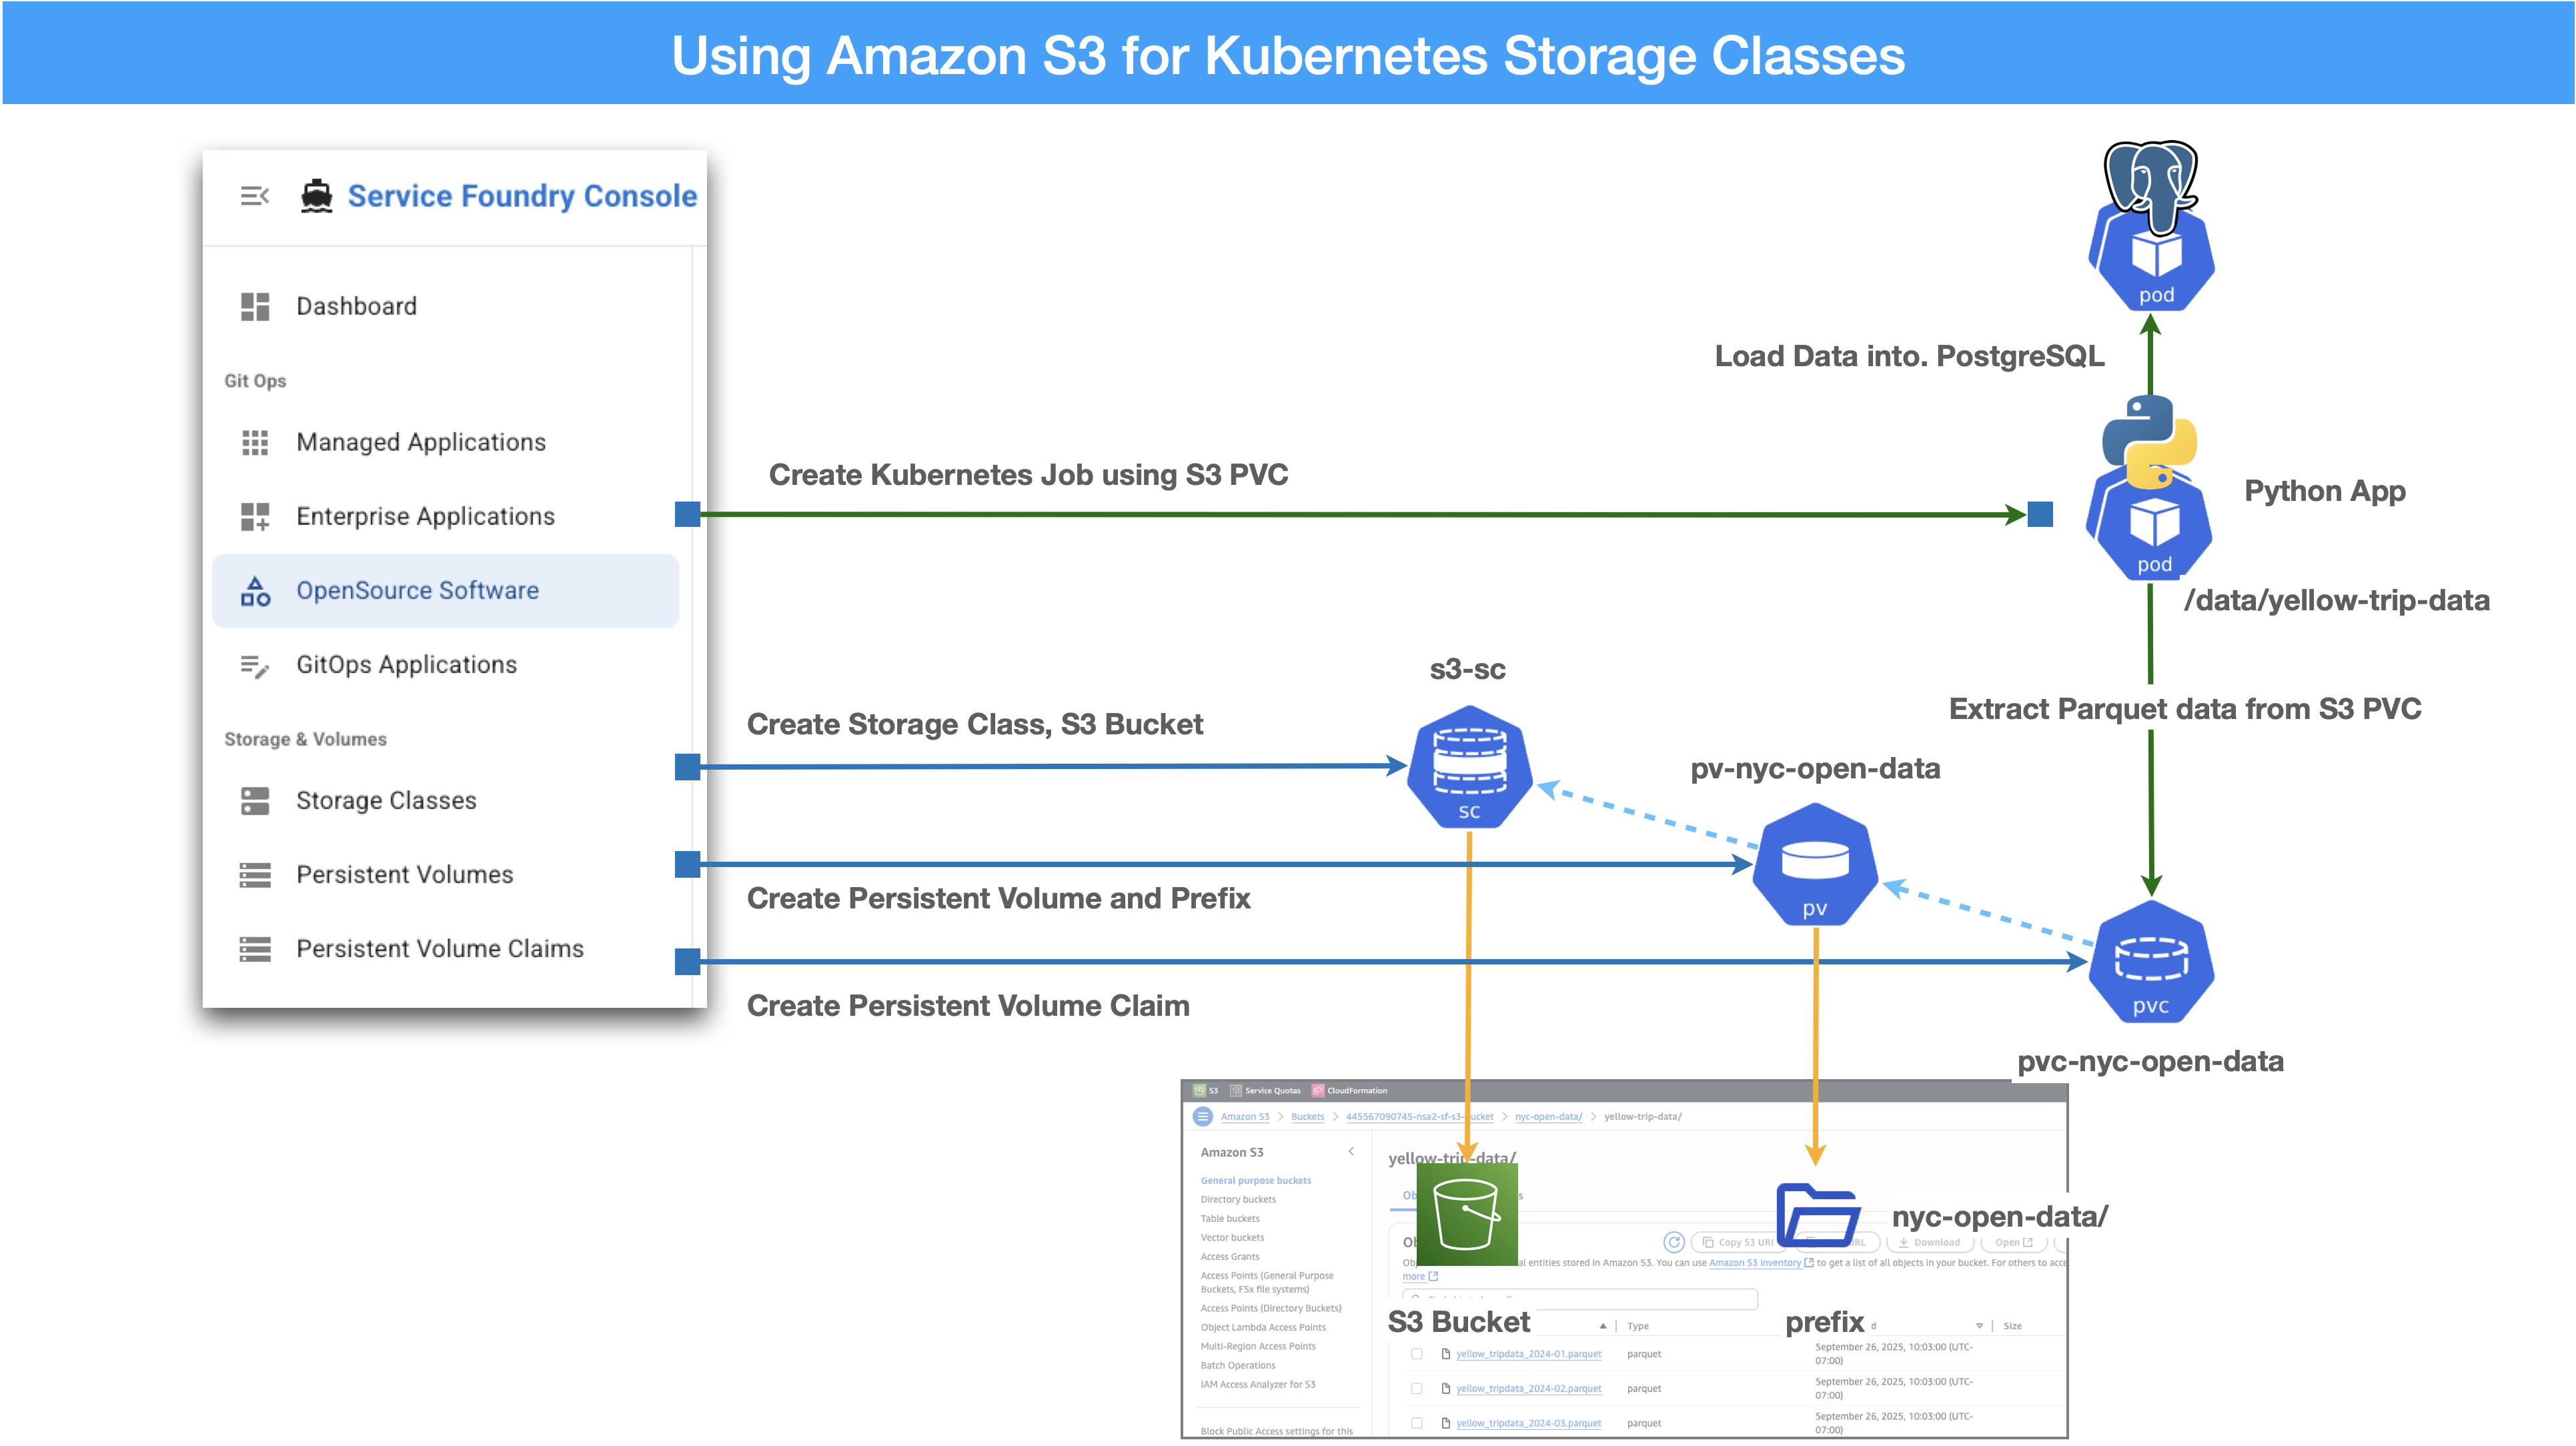 Using Amazon S3 for Kubernetes Storage Classes
Service Foundry Console
Dashboard
Git Ops
Managed Applications
Enterprise Applications
OpenSource Software
GitOps Applications
Storage & Volumes
Storage Classes
Persistent Volumes
Persistent Volume Claims
Create Kubernetes Job using S3 PVC
Create Storage Class, S3 Bucket
Create Persistent Volume and Prefix
Create Persistent Volume Claim
pod
Load Data into. PostgreSQL
Python App
pod
/data/yellow-trip-data
Extract Parquet data from S3 PVC
s3-sc
sc
pv-nyc-open-data
pv
pvc
pvc-nyc-open-data
S3 Service Quotas CloudFormation
Amazon S3 > Buckets > 445567090745-nsa2-sf-s3-bucket > nyc-open-data/ > yellow-trip-data/
Amazon S3
General purpose buckets
Directory buckets
Table buckets
Vector buckets
Access Grants
Access Points (General Purpose
Buckets, FSx file systems)
Access Points (Directory Buckets)
Object Lambda Access Points
Multi-Region Access Points
Batch Operations
IAM Access Analyzer for S3
Block Public Access settings for this
yellow-trip-data/
nyc-open-data/
Copy S3 URI
Download
Open
entities stored in Amazon S3. You can use Amazon S3 inventory to get a list of all objects in your bucket. For others to
more
S3 Bucket
prefix
Type
Size
yellow_tripdata_2024-01.parquet parquet September 26, 2025, 10:03:00 (UTC-
07:00)
yellow_tripdata_2024-02.parquet parquet September 26, 2025, 10:03:00 (UTC-
07:00)
yellow_tripdata_2024-03.parquet parquet September 26, 2025, 10:03:00 (UTC-
07:00)